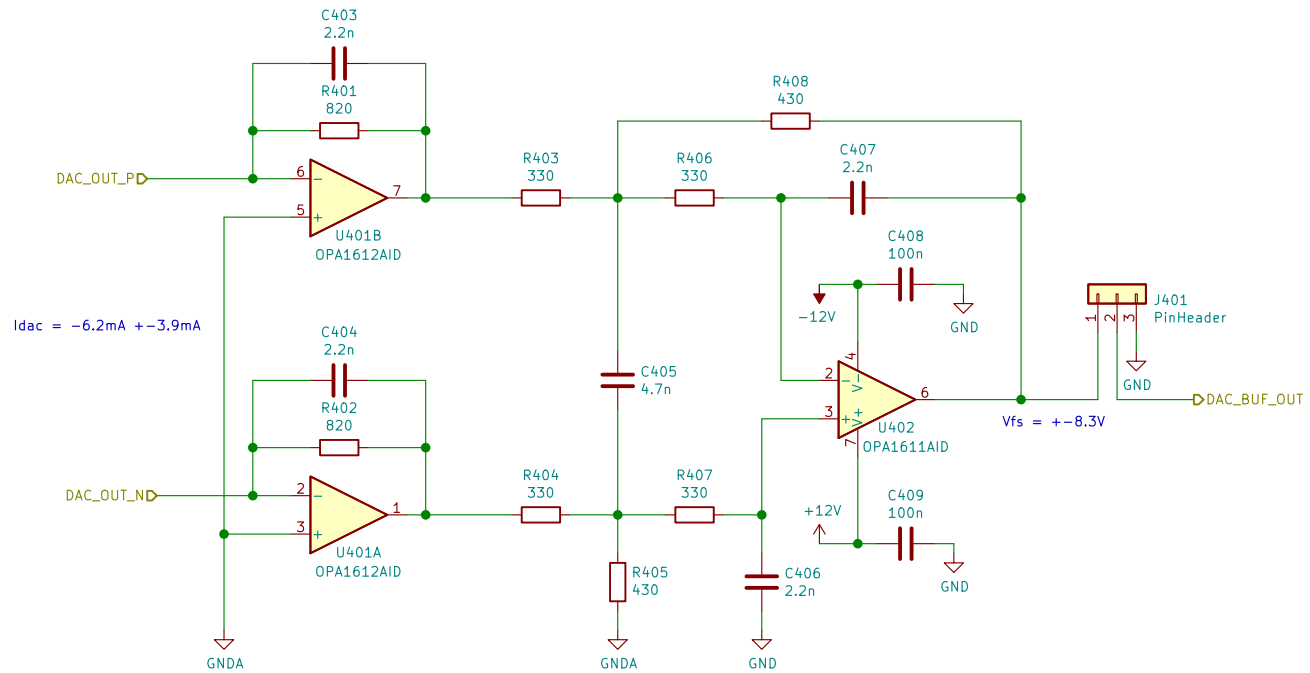 C403
2.2n
R401
820
DAC_OUT_P
6
5
7
−
+
U401B
OPA1612AID
R403
330
R408
430
R406
330
C407
2.2n
C408
100n
-12V
GND
J401
PinHeader
1
2
3
GND
DAC_BUF_OUT
Idac = -6.2mA +-3.9mA
C404
2.2n
R402
820
C405
4.7n
4
2
3
6
7
−
+
V-
V+
U402
OPA1611AID
Vfs = +-8.3V
DAC_OUT_N
2
3
1
−
+
U401A
OPA1612AID
R404
330
R407
330
+12V
C409
100n
GND
R405
430
C406
2.2n
GNDA
GNDA
GND